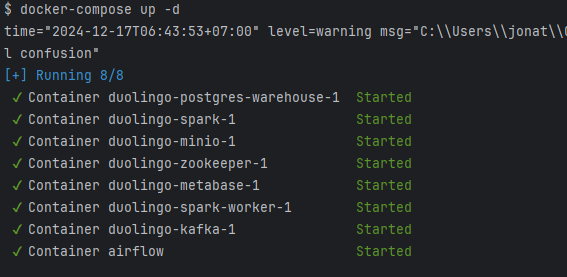 $ docker-compose up -d
time="2024-12-17T06:43:53+07:00" level=warning msg="C:\\Users\\jonat\\
l confusion"
[+] Running 8/8
✓ Container duolingo-postgres-warehouse-1 Started
✓ Container duolingo-spark-1 Started
✓ Container duolingo-minio-1 Started
✓ Container duolingo-zookeeper-1 Started
✓ Container duolingo-metabase-1 Started
✓ Container duolingo-spark-worker-1 Started
✓ Container duolingo-kafka-1 Started
✓ Container airflow Started